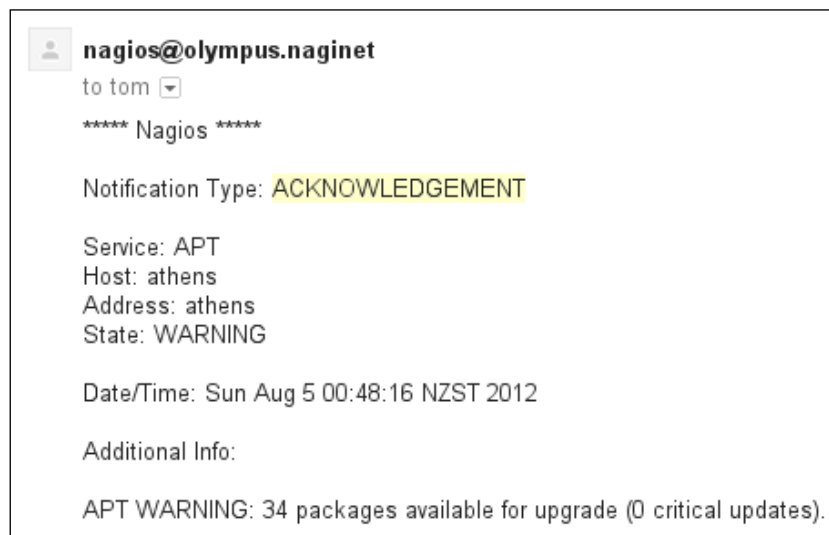 nagios@olympus.naginet
to tom
***** Nagios *****
Notification Type: ACKNOWLEDGEMENT
Service: APT
Host: athens
Address: athens
State: WARNING
Date/Time: Sun Aug 5 00:48:16 NZST 2012
Additional Info:
APT WARNING: 34 packages available for upgrade (0 critical updates).